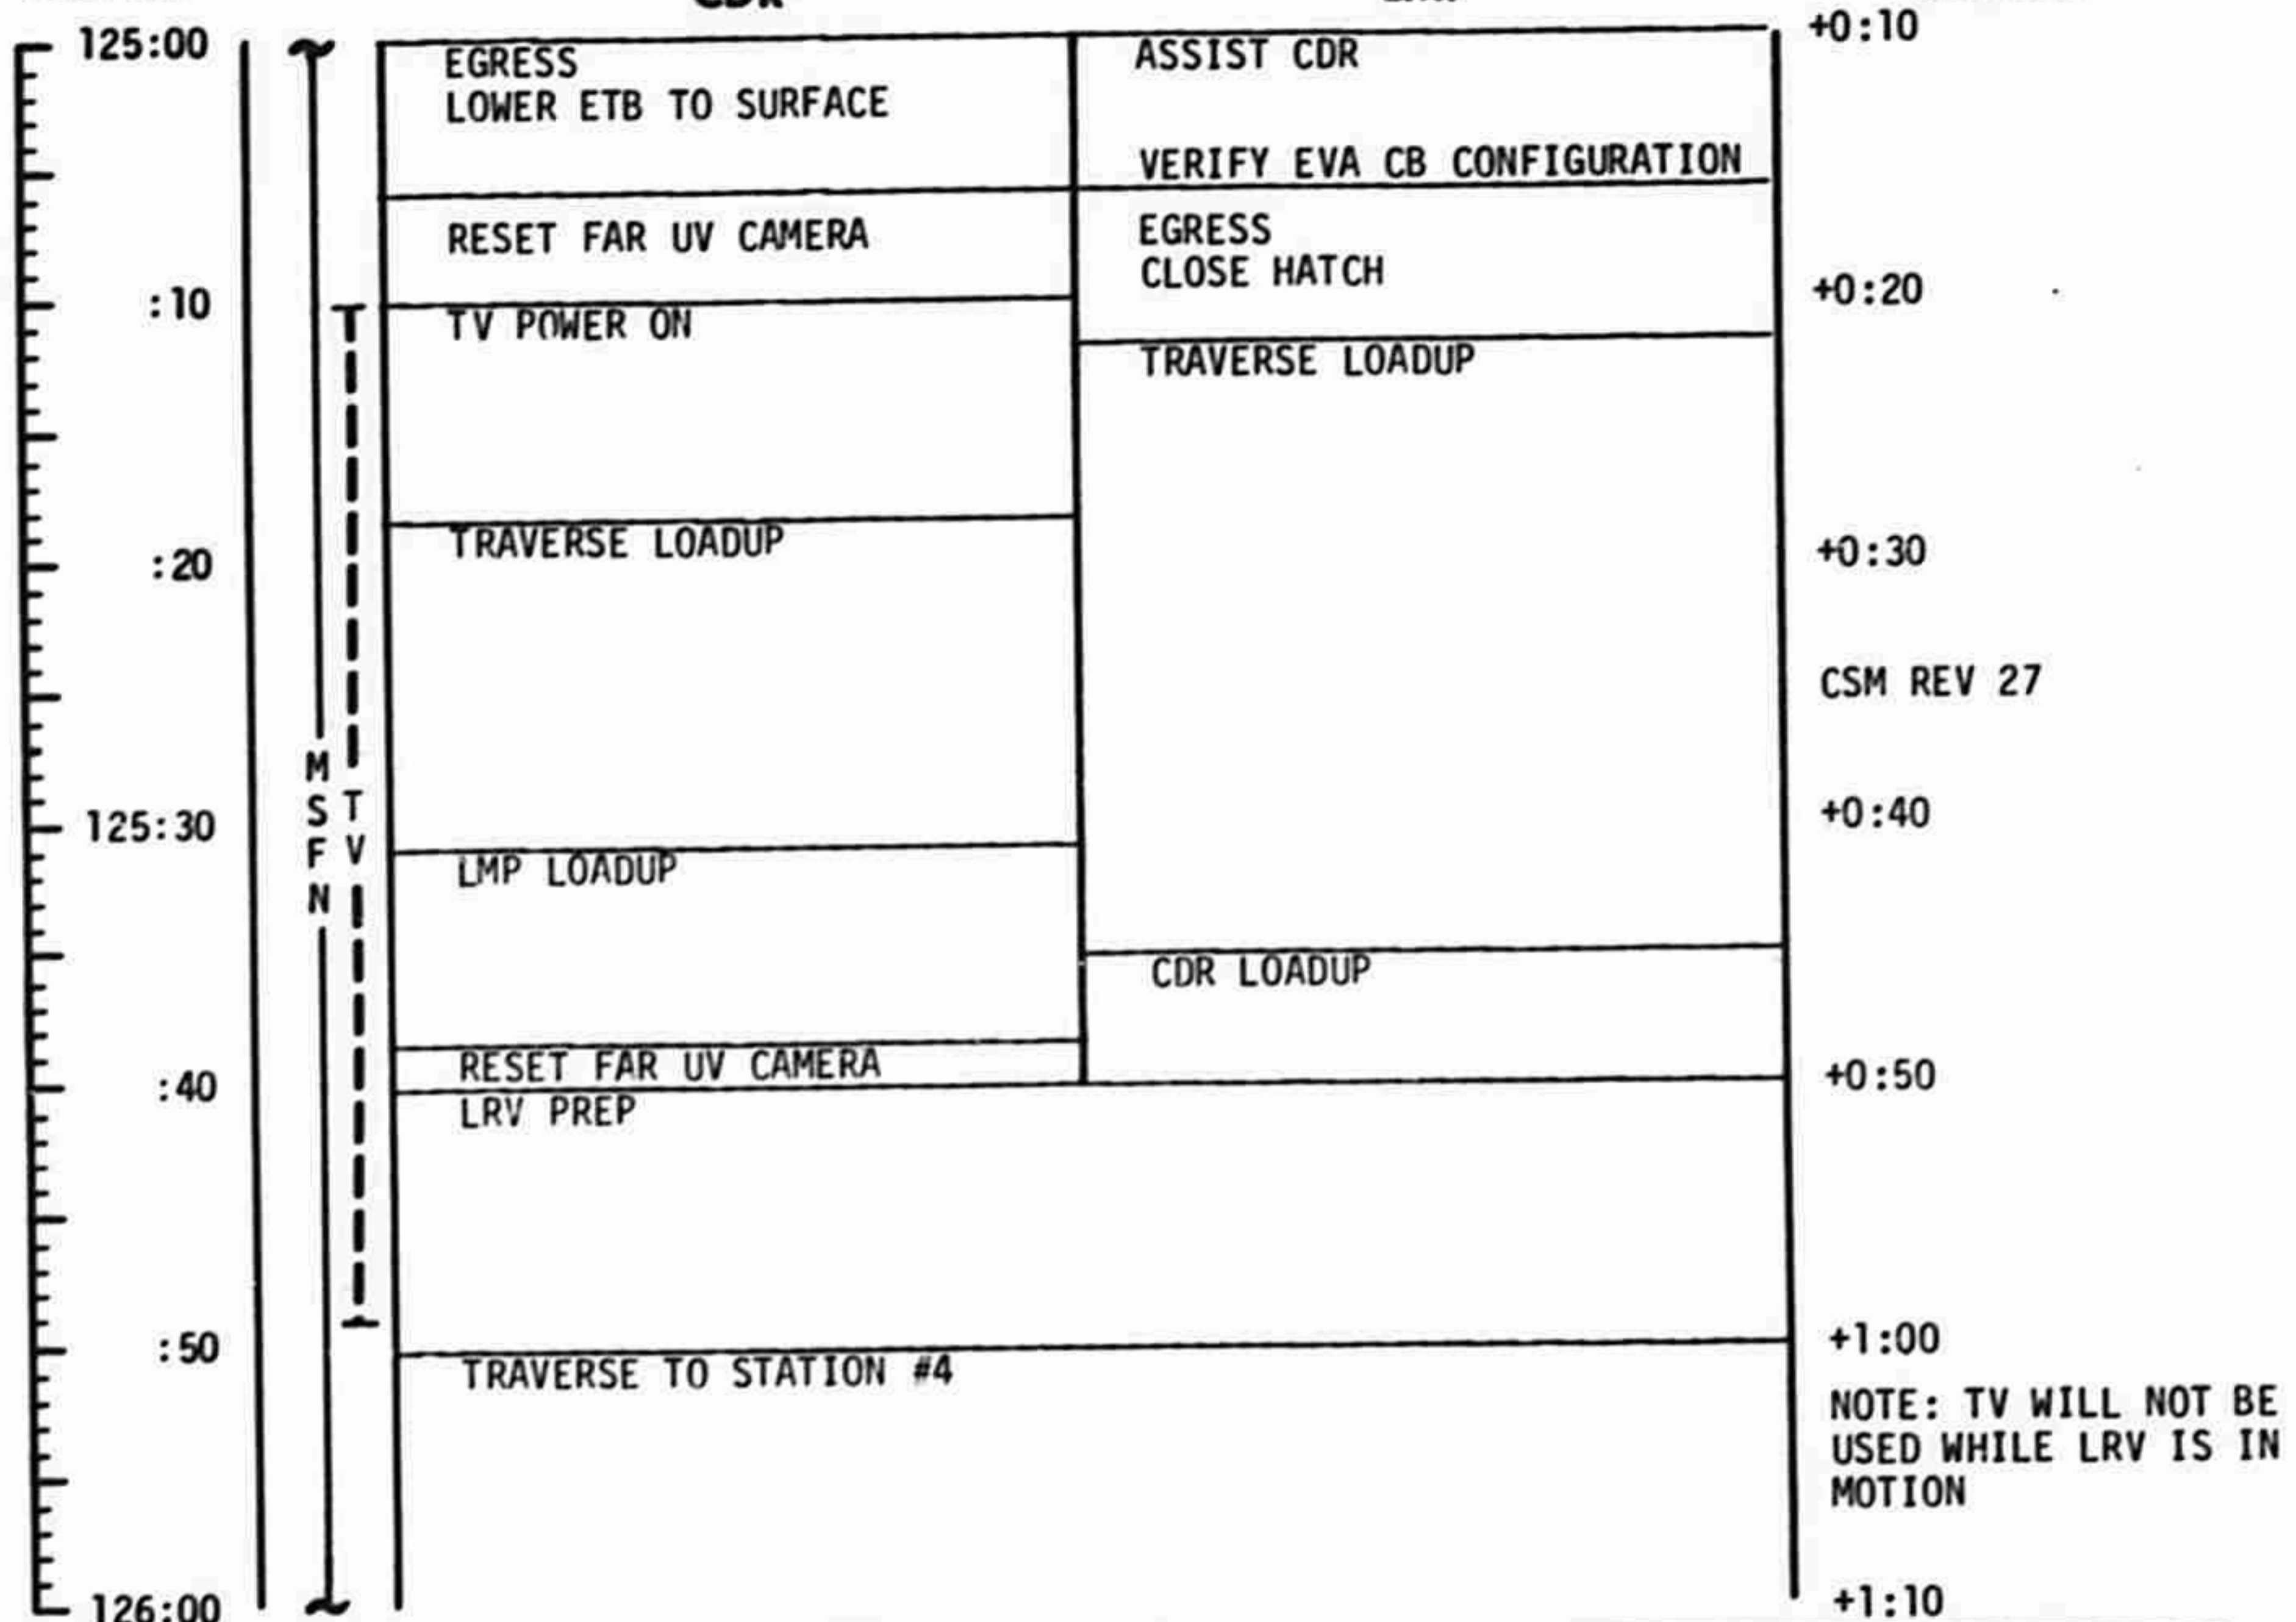 CDR
125:00
+0:10
EGRESS
LOWER ETB TO SURFACE
ASSIST CDR
VERIFY EVA CB CONFIGURATION
RESET FAR UV CAMERA
EGRESS
CLOSE HATCH
:10
+0:20
TV POWER ON
TRAVERSE LOADUP
TRAVERSE LOADUP
:20
+0:30
CSM REV 27
MSFN
TV
125:30
+0:40
LMP LOADUP
CDR LOADUP
RESET FAR UV CAMERA
:40
+0:50
LRV PREP
:50
+1:00
TRAVERSE TO STATION #4
NOTE: TV WILL NOT BE
USED WHILE LRV IS IN
MOTION
126:00
+1:10